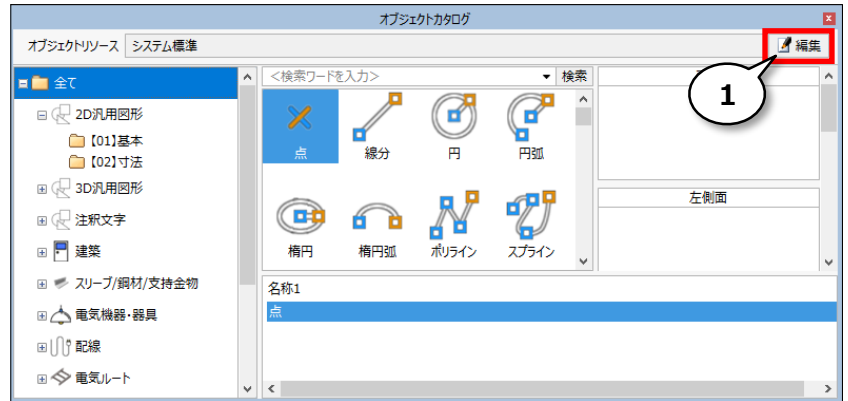 オブジェクトカタログ
オブジェクトリソース システム標準 編集
1
全て
2D汎用図形
【01】基本
【02】寸法
3D汎用図形
注釈文字
建築
スリーブ/鋼材/支持金物
電気機器・器具
配線
電気ルート
<検索ワードを入力> 検索
点 線分 円 円弧
楕円 楕円弧 ポリライン スプライン
左側面
名称1
点